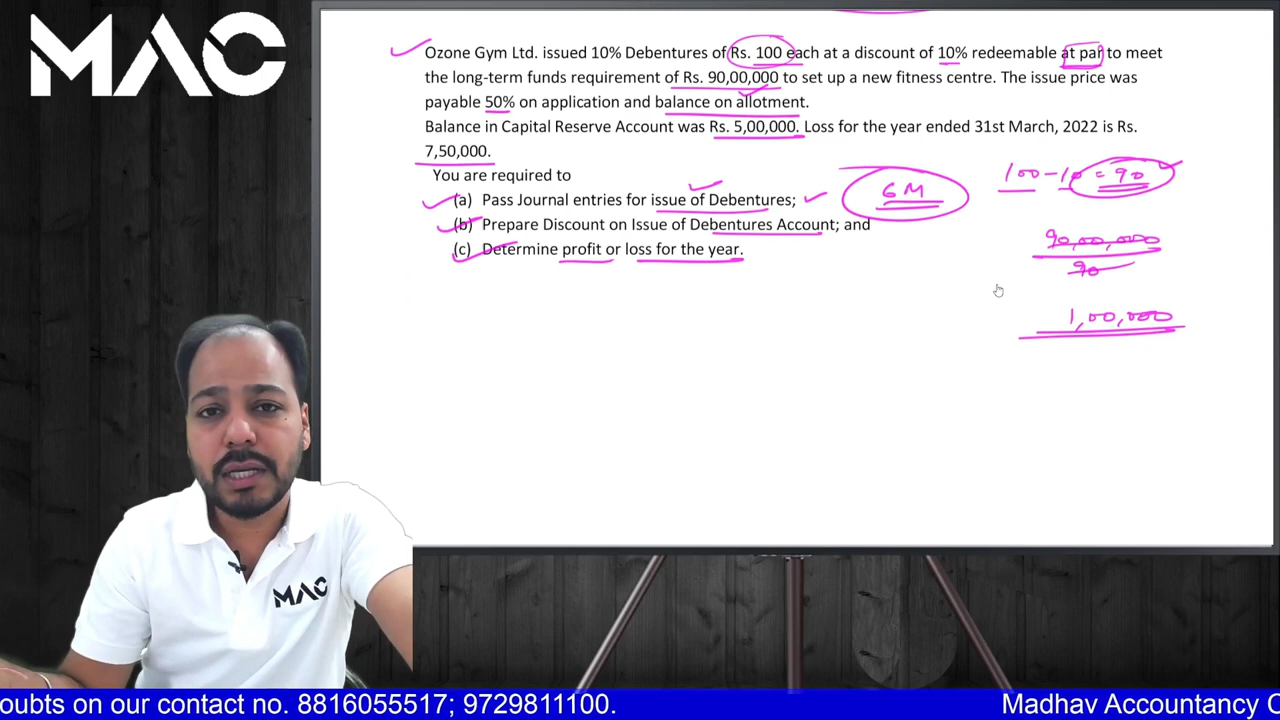 MAC
Ozone Gym Ltd. issued 10% Debentures of Rs. 100 each at a discount of 10% redeemable at par to meet
the long-term funds requirement of Rs. 90,00,000 to set up a new fitness centre. The issue price was
payable 50% on application and balance on allotment.
Balance in Capital Reserve Account was Rs. 5,00,000. Loss for the year ended 31st March, 2022 is Rs.
7,50,000.
You are required to
(a) Pass Journal entries for issue of Debentures;
(b) Prepare Discount on Issue of Debentures Account; and
(c) Determine profit or loss for the year.
6M
100-10 = 90
90,00,000
90
1,00,000
MAC
oubts on our contact no. 8816055517; 9729811100.
Madhav Accountancy C